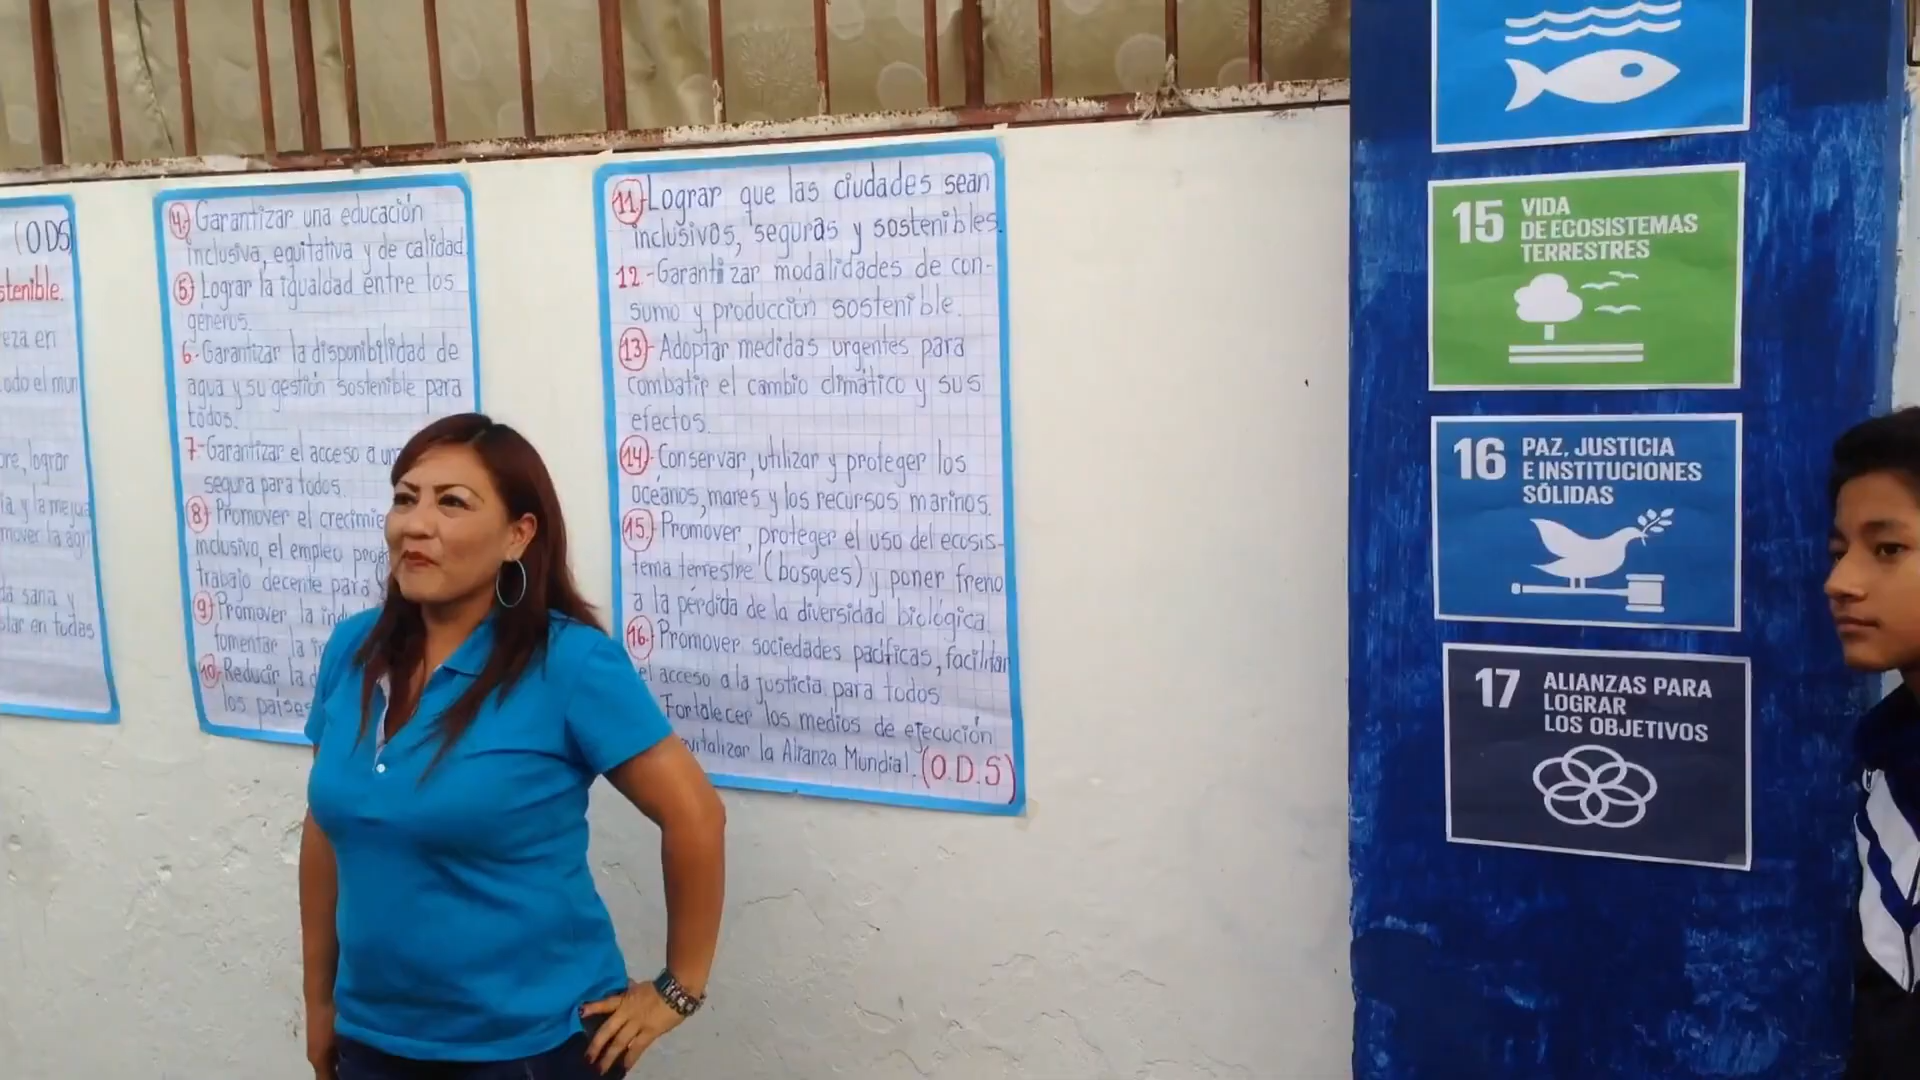 (ODS
stenible.
eza en
odo el mun
ore, lograr
ía y la mejora
mover la agri
da sana y
star en todas
4.- Garantizar una educación
inclusiva, equitativa y de calidad
5) Lograr la igualdad entre los
géneros.
6.- Garantizar la disponibilidad de
agua y su gestión sostenible para
todos.
7.- Garantizar el acceso a una
segura para todos.
8) Promover el crecimie
inclusivo, el empleo prod
trabajo decente para
9) Promover la indu
fomentar la in
10) Reducir la d
los países
11- Lograr que las ciudades sean
inclusivos, seguras y sostenibles.
12.- Garantizar modalidades de con-
sumo y producción sostenible.
13)- Adoptar medidas urgentes para
combatir el cambio climático y sus
efectos.
14)- Conservar, utilizar y proteger los
océanos, mares y los recursos marinos.
15.) Promover, proteger el uso del ecosis-
tema terrestre (bosques) y poner freno
a la pérdida de la diversidad biológica.
16.) Promover sociedades pacíficas, facilitar
el acceso a la justicia para todos
Fortalecer los medios de ejecución
vitalizar la Alianza Mundial. (O.D.S)
15 VIDA
DE ECOSISTEMAS
TERRESTRES
16 PAZ, JUSTICIA
E INSTITUCIONES
SÓLIDAS
17 ALIANZAS PARA
LOGRAR
LOS OBJETIVOS